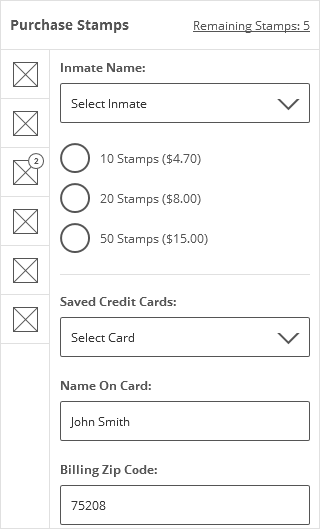 Purchase Stamps
Remaining Stamps: 5
2
Inmate Name:
Select Inmate
10 Stamps ($4.70)
20 Stamps ($8.00)
50 Stamps ($15.00)
Saved Credit Cards:
Select Card
Name On Card:
John Smith
Billing Zip Code:
75208